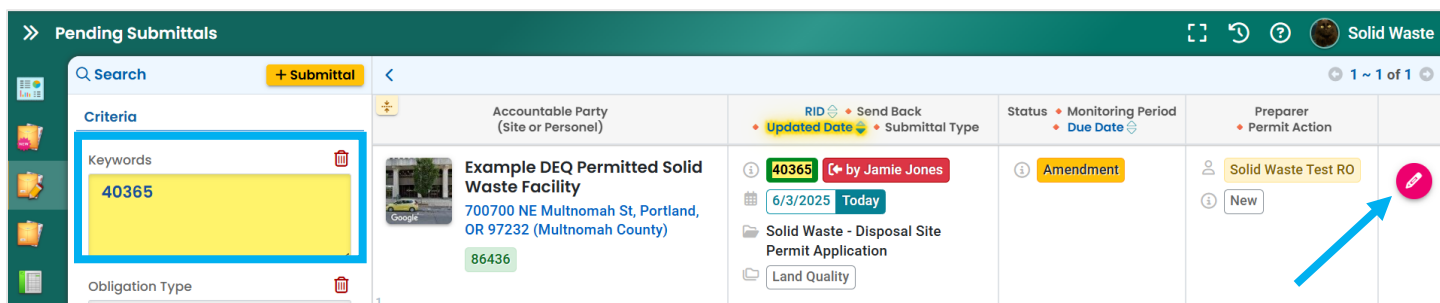 Pending Submittals
Solid Waste
Search
+ Submittal
1 ~ 1 of 1
Criteria
Keywords
40365
Obligation Type
Accountable Party
(Site or Personel)
RID ◆ Send Back
◆ Updated Date ◆ Submittal Type
Status ◆ Monitoring Period
◆ Due Date
Preparer
◆ Permit Action
Google
Example DEQ Permitted Solid
Waste Facility
700700 NE Multnomah St, Portland,
OR 97232 (Multnomah County)
86436
40365 by Jamie Jones
6/3/2025 Today
Solid Waste - Disposal Site
Permit Application
Land Quality
Amendment
Solid Waste Test RO
New
1